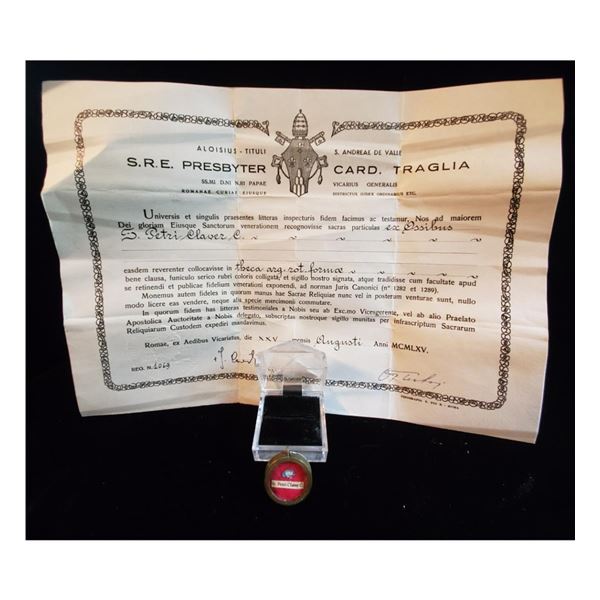 ALOISIUS - TITULI S. ANDREAE DE VALLE
S.R.E. PRESBYTER CARD. TRAGLIA
SS.MI D.NI N.RI PAPAE VICARIUS GENERALIS
ROMANAE CURIAE EIUSQUE DISTRICTUS IUDEX ORDINARIUS ETC.
Universis et singulis praesentes litteras inspecturis fidem facimus ac testamur, Nos ad maiorem
Dei gloriam Eiusque Sanctorum venerationem recognovisse sacras particulas ex Ossibus
S. Petri Claver, C.
easdem reverenter collocavisse in theca arg. rot. formae
bene clausa, funiculo serico rubri coloris colligata, et sigillo nostro signata, atque tradidisse cum facultate apud
se retinendi et publicae fidelium venerationi exponendi, ad normam Juris Canonici (nº 1282 et 1289).
Monemus autem fideles in quorum manus hae Sacrae Reliquiae nunc vel in posterum venturae sunt, nullo
modo licere eas vendere, neque aliis specie mercimonii commutare.
In quorum fidem has litteras testimoniales a Nobis seu ab Exc.mo Vicesgerente, vel ab alio Praelato
Apostolica Auctoritate a Nobis delegato, subscriptas nostroque sigillo munitas per infrascriptum Sacrarum
Reliquiarum Custodem expediri mandavimus.
Romae, ex Aedibus Vicariatus, die XXV mensis Augusti Anni MCMLXV.
REG. N. 1069
S. Petri Claver C.